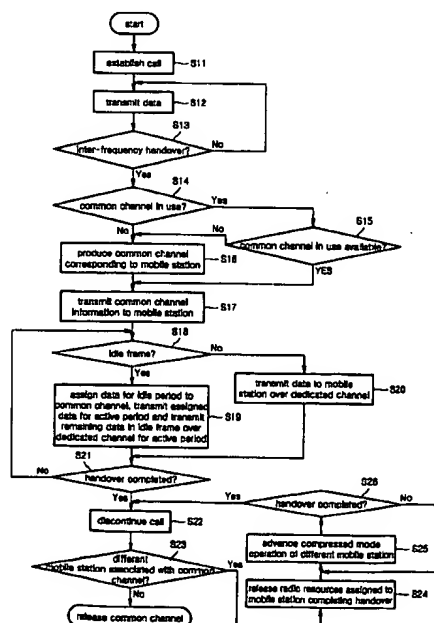 start
establish call
S11
transmit data
S12
S13
inter-frequency handover?
No
Yes
S14
common channel in use?
Yes
No
S15
common channel in use available?
No
YES
produce common channel
corresponding to mobile station
S16
transmit common channel
information to mobile station
S17
S18
Idle frame?
No
Yes
assign data for idle period to
common channel, transmit assigned
data for active period and transmit
remaining data in idle frame over
dedicated channel for active period
S19
transmit data to mobile
station over dedicated channel
S20
S21
handover completed?
No
Yes
S26
handover completed?
Yes
No
discontinue call
S22
advance compressed mode
operation of different mobile station
S25
S23
different
mobile station associated with common
channel?
Yes
No
release radio resources assigned to
mobile station completing handover
S24
release common channel